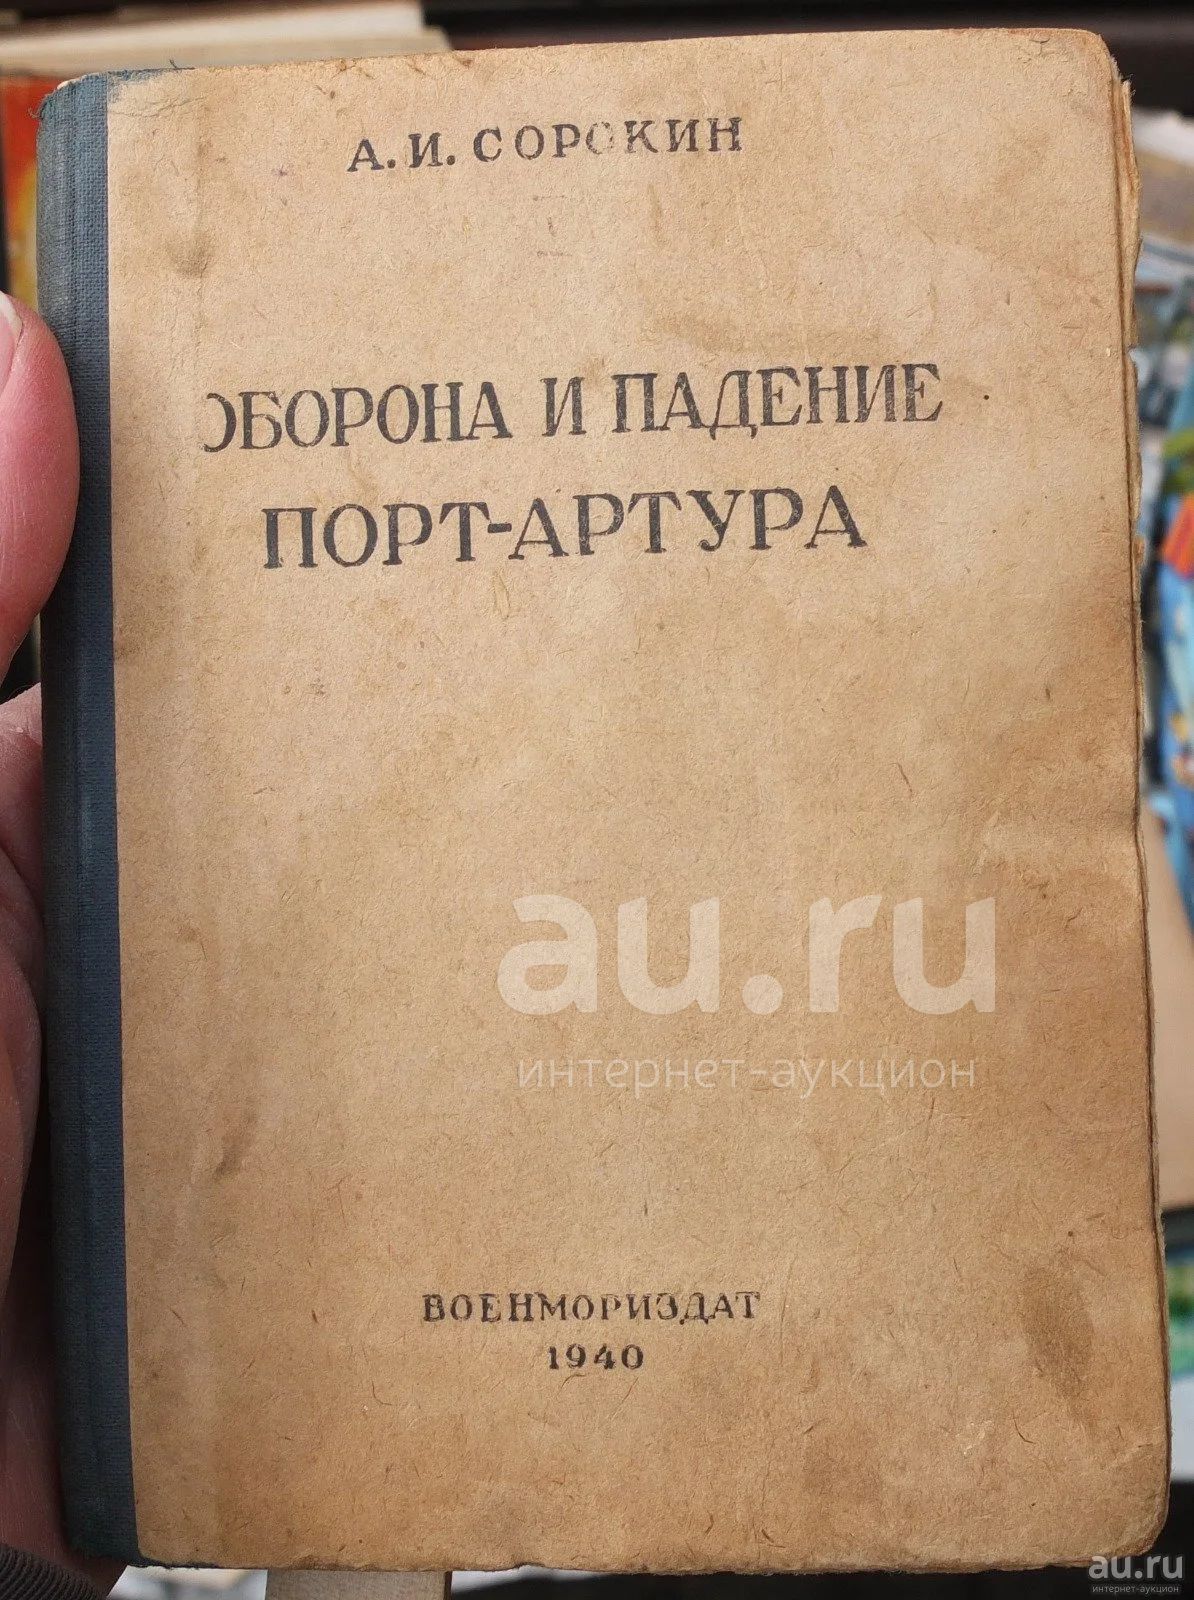 А. И. СОРОКИН
ОБОРОНА И ПАДЕНИЕ
ПОРТ-АРТУРА
au.ru
интернет-аукцион
ВОЕНМОРИЗДАТ
1940
au.ru
интернет-аукцион